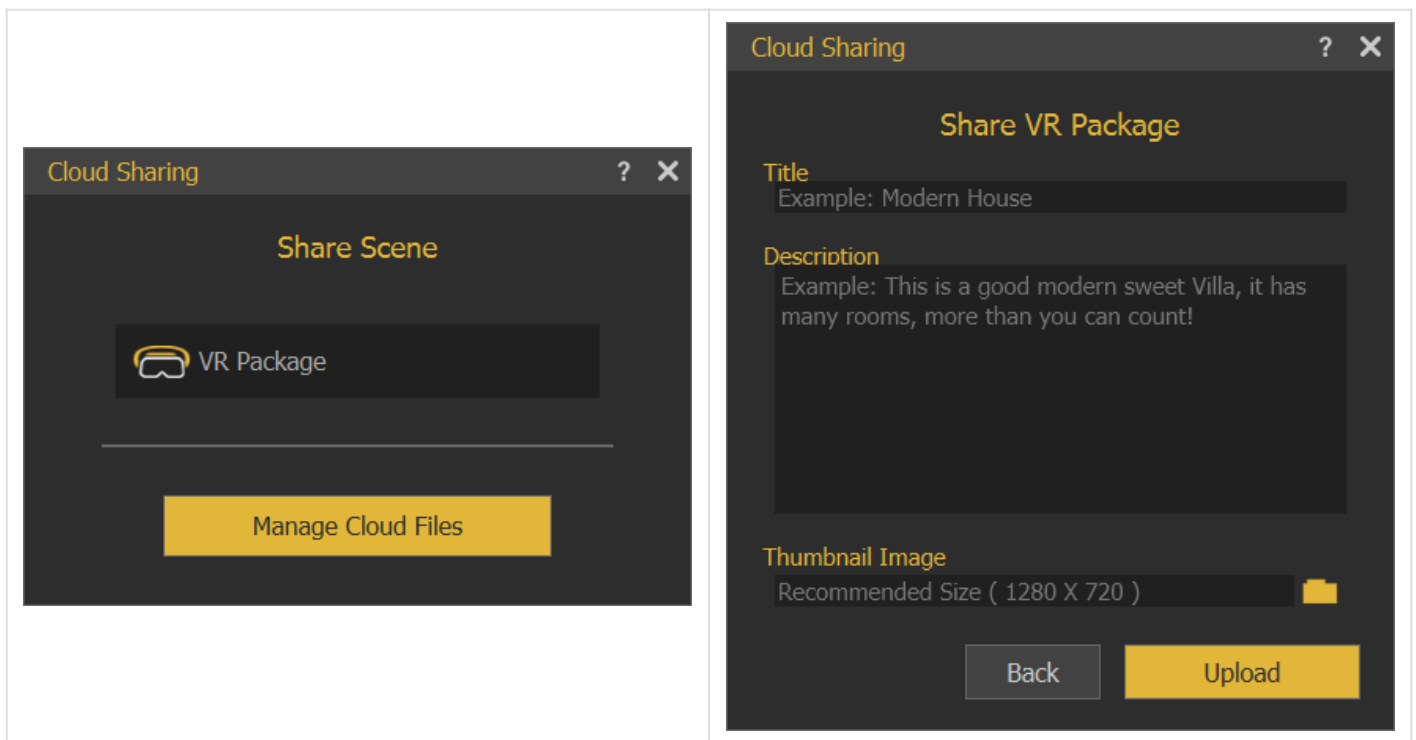 Cloud Sharing ?
Share Scene
VR Package
Manage Cloud Files
Cloud Sharing ?
Share VR Package
Title
Example: Modern House
Description
Example: This is a good modern sweet Villa, it has
many rooms, more than you can count!
Thumbnail Image
Recommended Size ( 1280 X 720 )
Back Upload